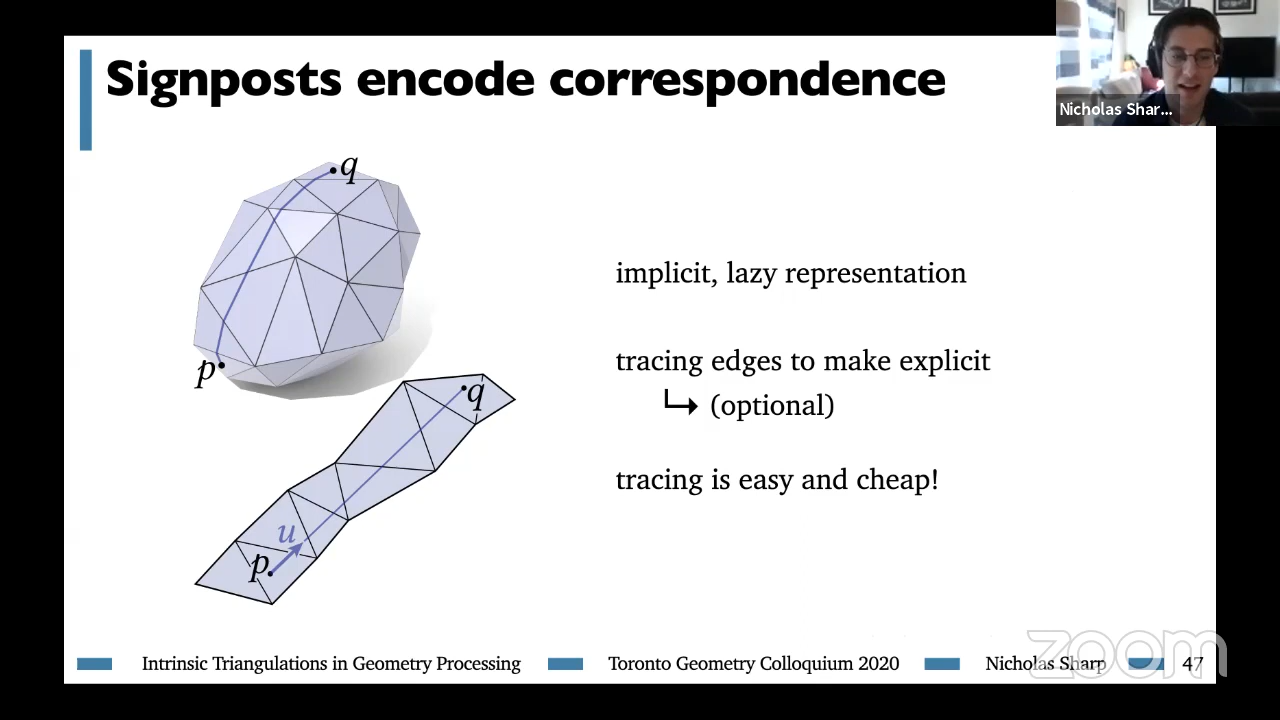 Signposts encode correspondence
Nicholas Shar...
q
p
implicit, lazy representation
tracing edges to make explicit
(optional)
q
tracing is easy and cheap!
u
p
Intrinsic Triangulations in Geometry Processing
Toronto Geometry Colloquium 2020
Nicholas Sharp
47
zoom